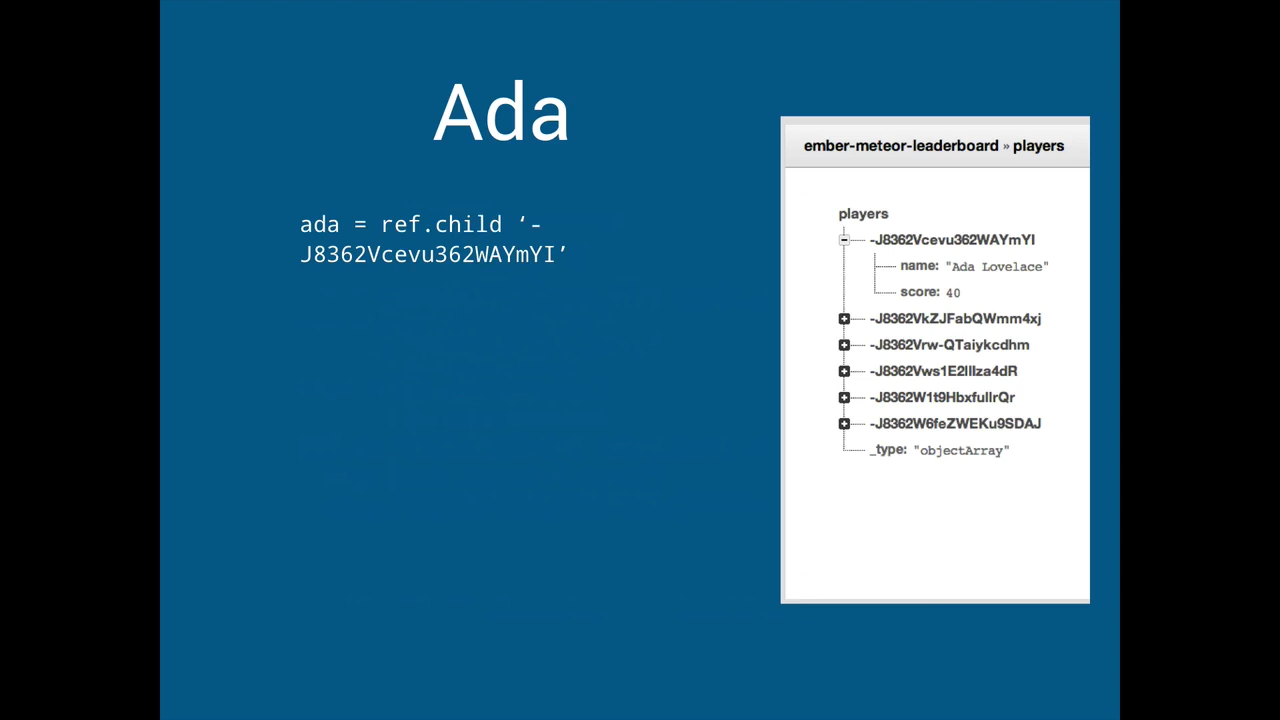 Ada
ada = ref.child ‘-
J8362Vcevu362WAYmYI’
ember-meteor-leaderboard » players
players
-J8362Vcevu362WAYmYI
name: "Ada Lovelace"
score: 40
-J8362VkZJFabQWmm4xj
-J8362Vrw-QTaiykcdhm
-J8362Vws1E2lIIza4dR
-J8362W1t9HbxfullrQr
-J8362W6feZWEKu9SDAJ
_type: "objectArray"